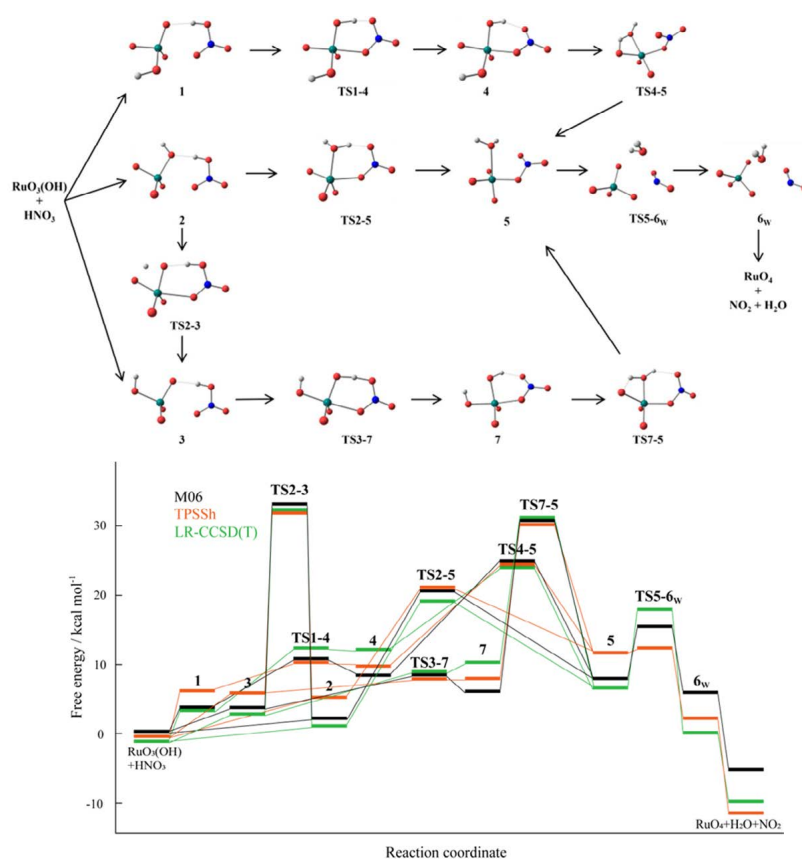 1
TS1-4
4
TS4-5
RuO₃(OH)
+
HNO₃
2
TS2-5
5
TS5-6w
6w
RuO₄
+
NO₂ + H₂O
TS2-3
3
TS3-7
7
TS7-5
M06
TPSSh
LR-CCSD(T)
TS2-3
TS7-5
TS4-5
TS2-5
TS5-6w
TS1-4
4
5
1
3
2
TS3-7
7
6w
30
20
10
0
-10
Free energy / kcal mol⁻¹
RuO₃(OH)
+HNO₃
RuO₄+H₂O+NO₂
Reaction coordinate